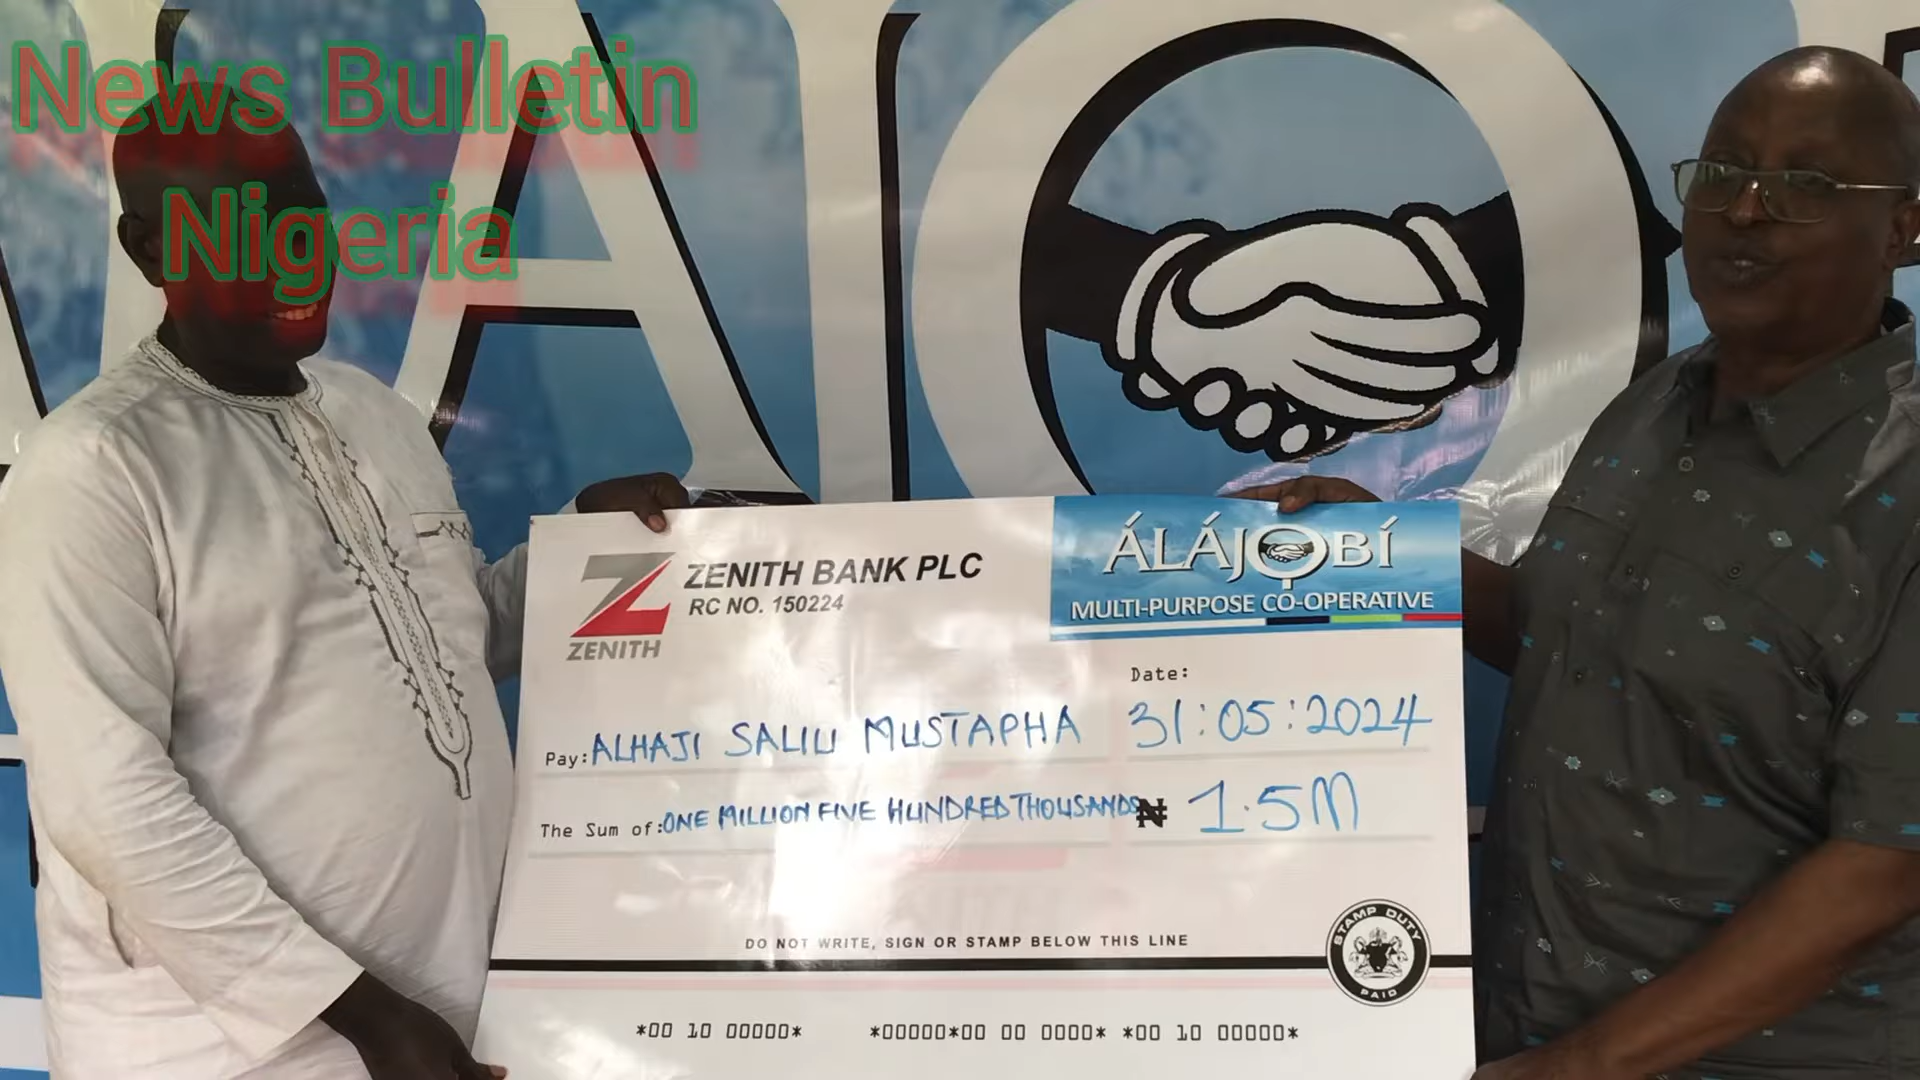 News Bulletin
Nigeria
AJO
ZENITH BANK PLC
RC NO. 150224
ZENITH
ÁLÁJỌBÍ
MULTI-PURPOSE CO-OPERATIVE
Date:
Pay: ALHAJI SALIU MUSTAPHA 31:05:2024
The Sum of: ONE MILLION FIVE HUNDRED THOUSANDS ₦ 1.5M
STAMP DUTY
PAID
DO NOT WRITE, SIGN OR STAMP BELOW THIS LINE
*00 10 00000* *00000*00 00 0000* *00 10 00000*